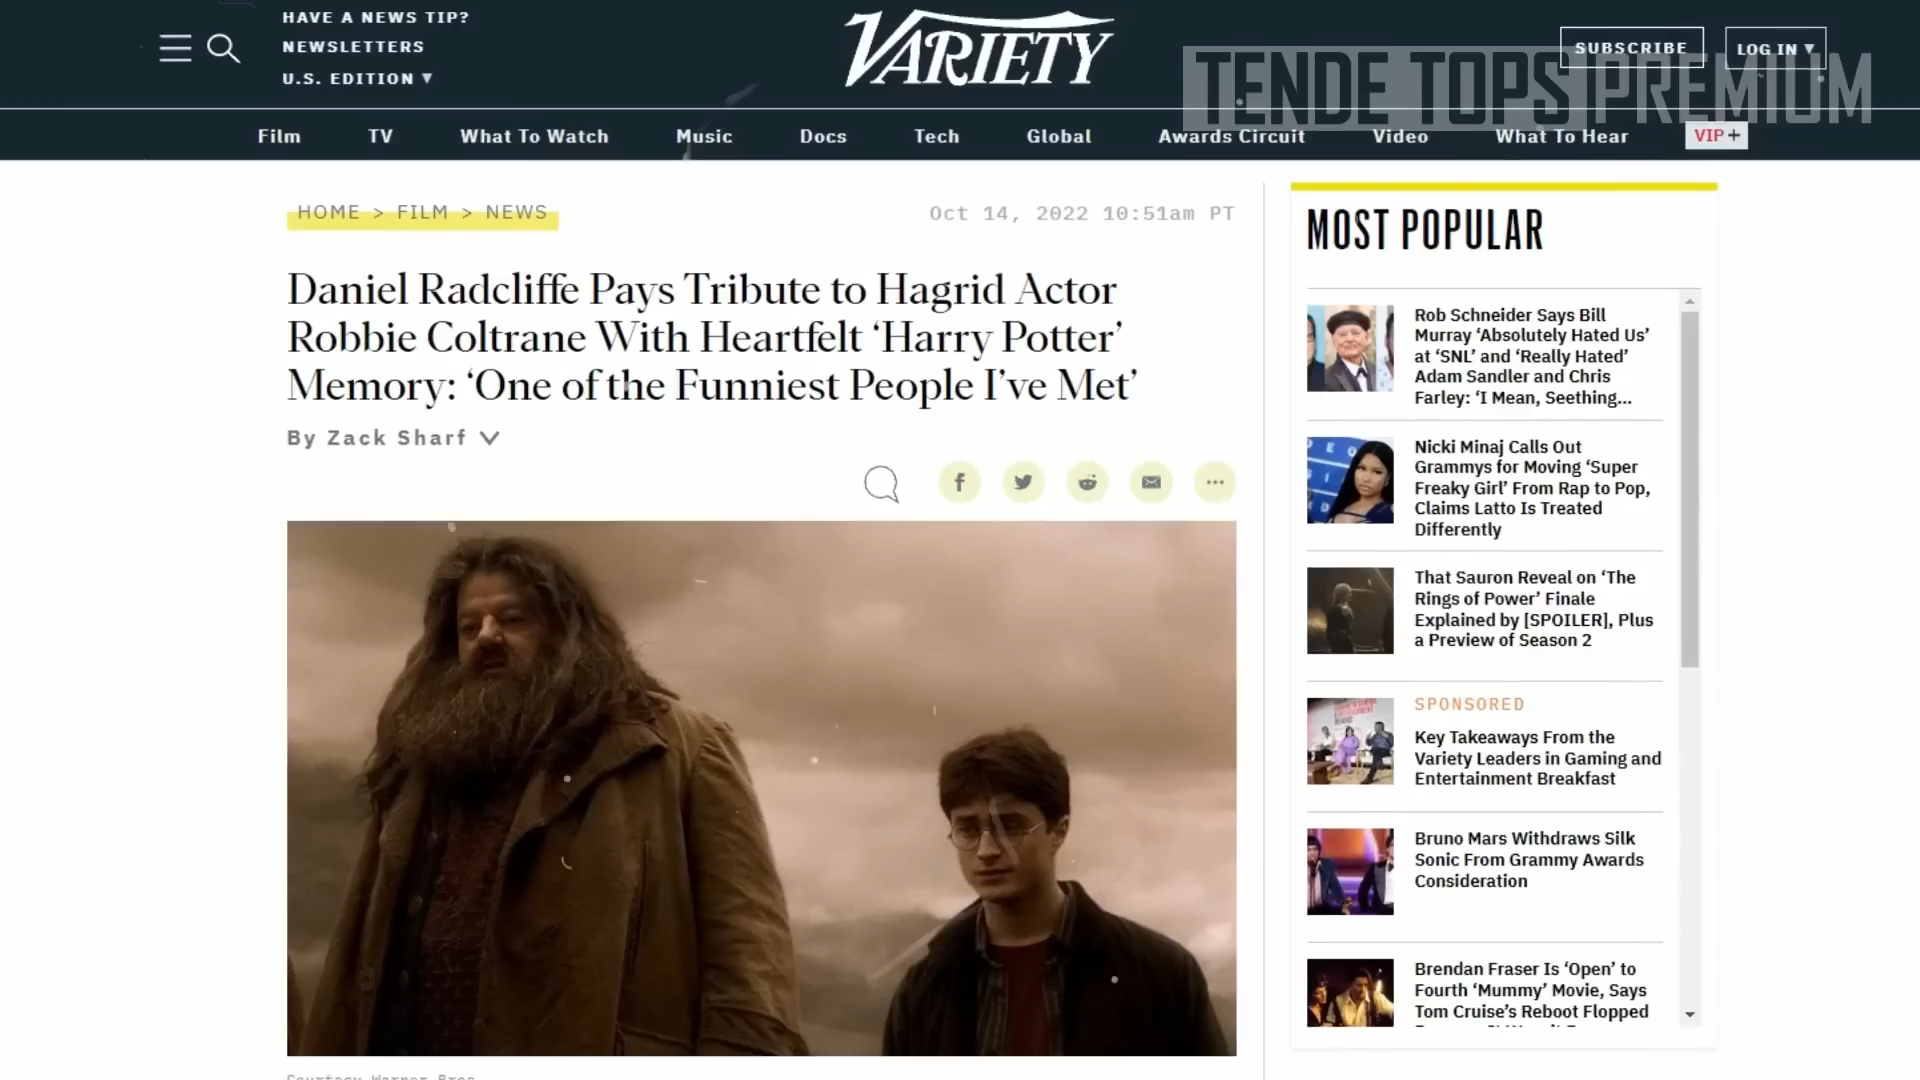 HAVE A NEWS TIP?
NEWSLETTERS
U.S. EDITION ▼
VARIETY
SUBSCRIBE
LOG IN ▼
TENDE TOPS PREMIUM
Film TV What To Watch Music Docs Tech Global Awards Circuit Video What To Hear VIP+
HOME > FILM > NEWS
Oct 14, 2022 10:51am PT
Daniel Radcliffe Pays Tribute to Hagrid Actor
Robbie Coltrane With Heartfelt ‘Harry Potter’
Memory: ‘One of the Funniest People I’ve Met’
By Zack Sharf
MOST POPULAR
Rob Schneider Says Bill
Murray ‘Absolutely Hated Us’
at ‘SNL’ and ‘Really Hated’
Adam Sandler and Chris
Farley: ‘I Mean, Seething...
Nicki Minaj Calls Out
Grammys for Moving ‘Super
Freaky Girl’ From Rap to Pop,
Claims Latto Is Treated
Differently
That Sauron Reveal on ‘The
Rings of Power’ Finale
Explained by [SPOILER], Plus
a Preview of Season 2
SPONSORED
Key Takeaways From the
Variety Leaders in Gaming and
Entertainment Breakfast
Bruno Mars Withdraws Silk
Sonic From Grammy Awards
Consideration
Brendan Fraser Is ‘Open’ to
Fourth ‘Mummy’ Movie, Says
Tom Cruise’s Reboot Flopped
Courtesy Warner Bros